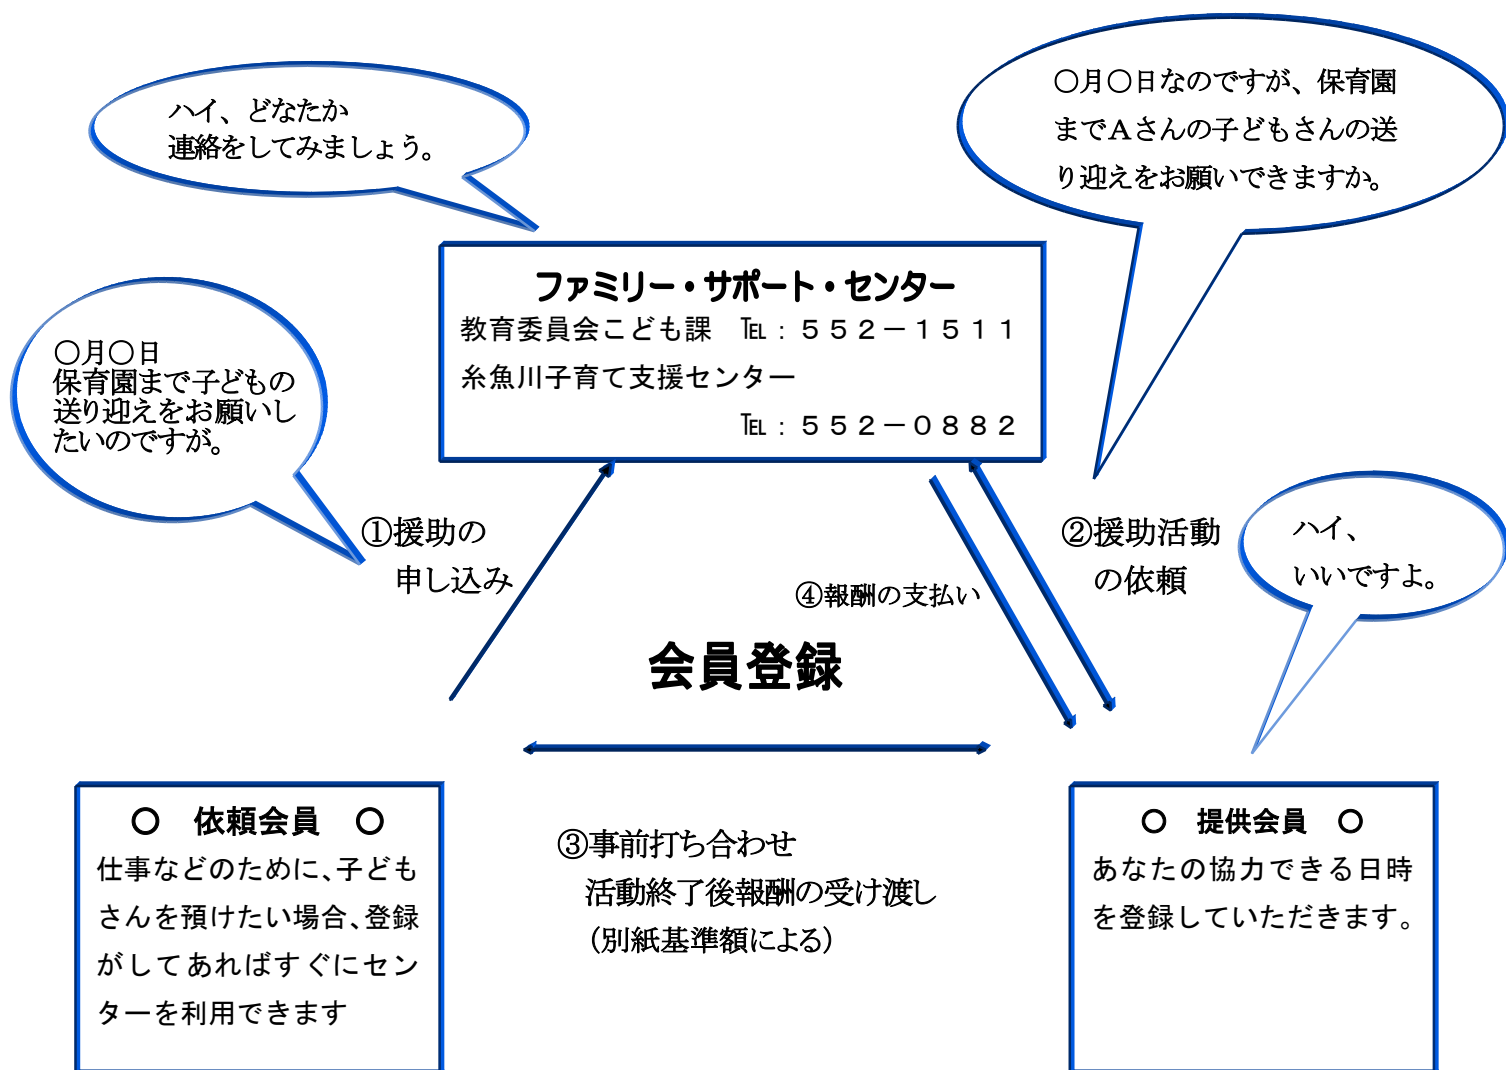 ハイ、どなたか
連絡をしてみましょう。
〇月〇日なのですが、保育園
までAさんの子どもさんの送
り迎えをお願いできますか。
ファミリー・サポート・センター
教育委員会こども課　℡：５５２－１５１１
糸魚川子育て支援センター
℡：５５２－０８８２
〇月〇日
保育園まで子どもの
送り迎えをお願いし
たいのですが。
①援助の
申し込み
②援助活動
の依頼
ハイ、
いいですよ。
④報酬の支払い
会員登録
○　依頼会員　○
仕事などのために、子ども
さんを預けたい場合、登録
がしてあればすぐにセン
ターを利用できます
③事前打ち合わせ
活動終了後報酬の受け渡し
（別紙基準額による）
○　提供会員　○
あなたの協力できる日時
を登録していただきます。